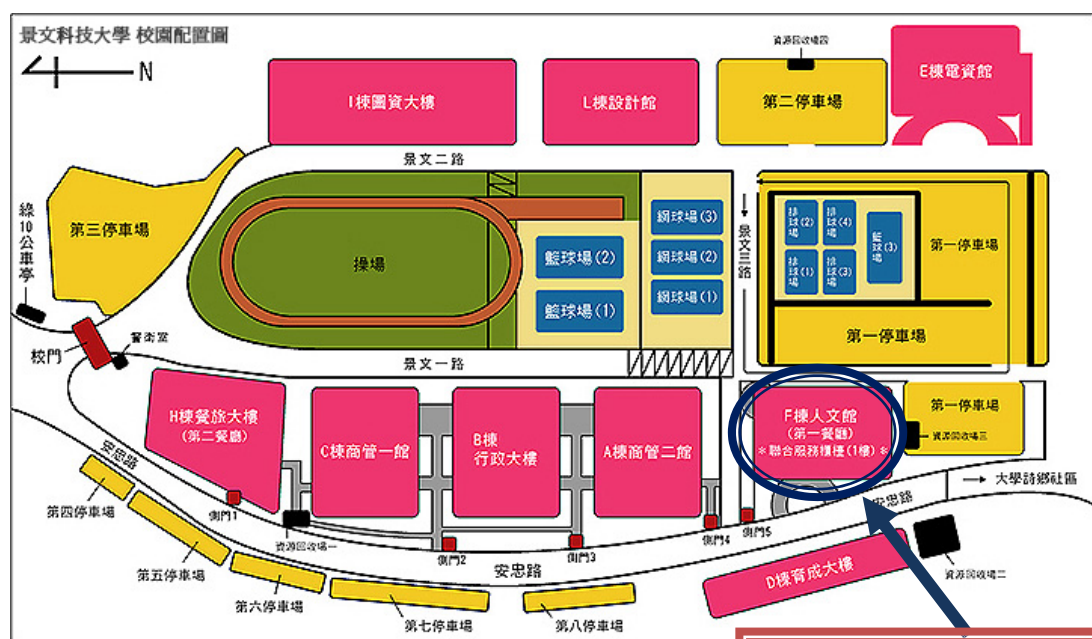 景文科技大學 校園配置圖
N
資源回收場四
I棟圖資大樓
L棟設計館
第二停車場
E棟電資館
景文二路
綠10公車亭
第三停車場
操場
籃球場(2)
籃球場(1)
網球場(3)
網球場(2)
網球場(1)
景文三路
排球場(2)
排球場(4)
籃球場(3)
排球場(1)
排球場(3)
第一停車場
第一停車場
校門
警衛室
景文一路
H棟餐旅大樓
(第二餐廳)
C棟商管一館
B棟
行政大樓
A棟商管二館
F棟人文館
(第一餐廳)
*聯合服務櫃檯(1樓)*
第一停車場
資源回收場三
安忠路
大學詩鄉社區
安忠路
第四停車場
側門1
資源回收場一
側門2
側門3
側門4
側門5
第五停車場
安忠路
D棟育成大樓
資源回收場二
第六停車場
第七停車場
第八停車場